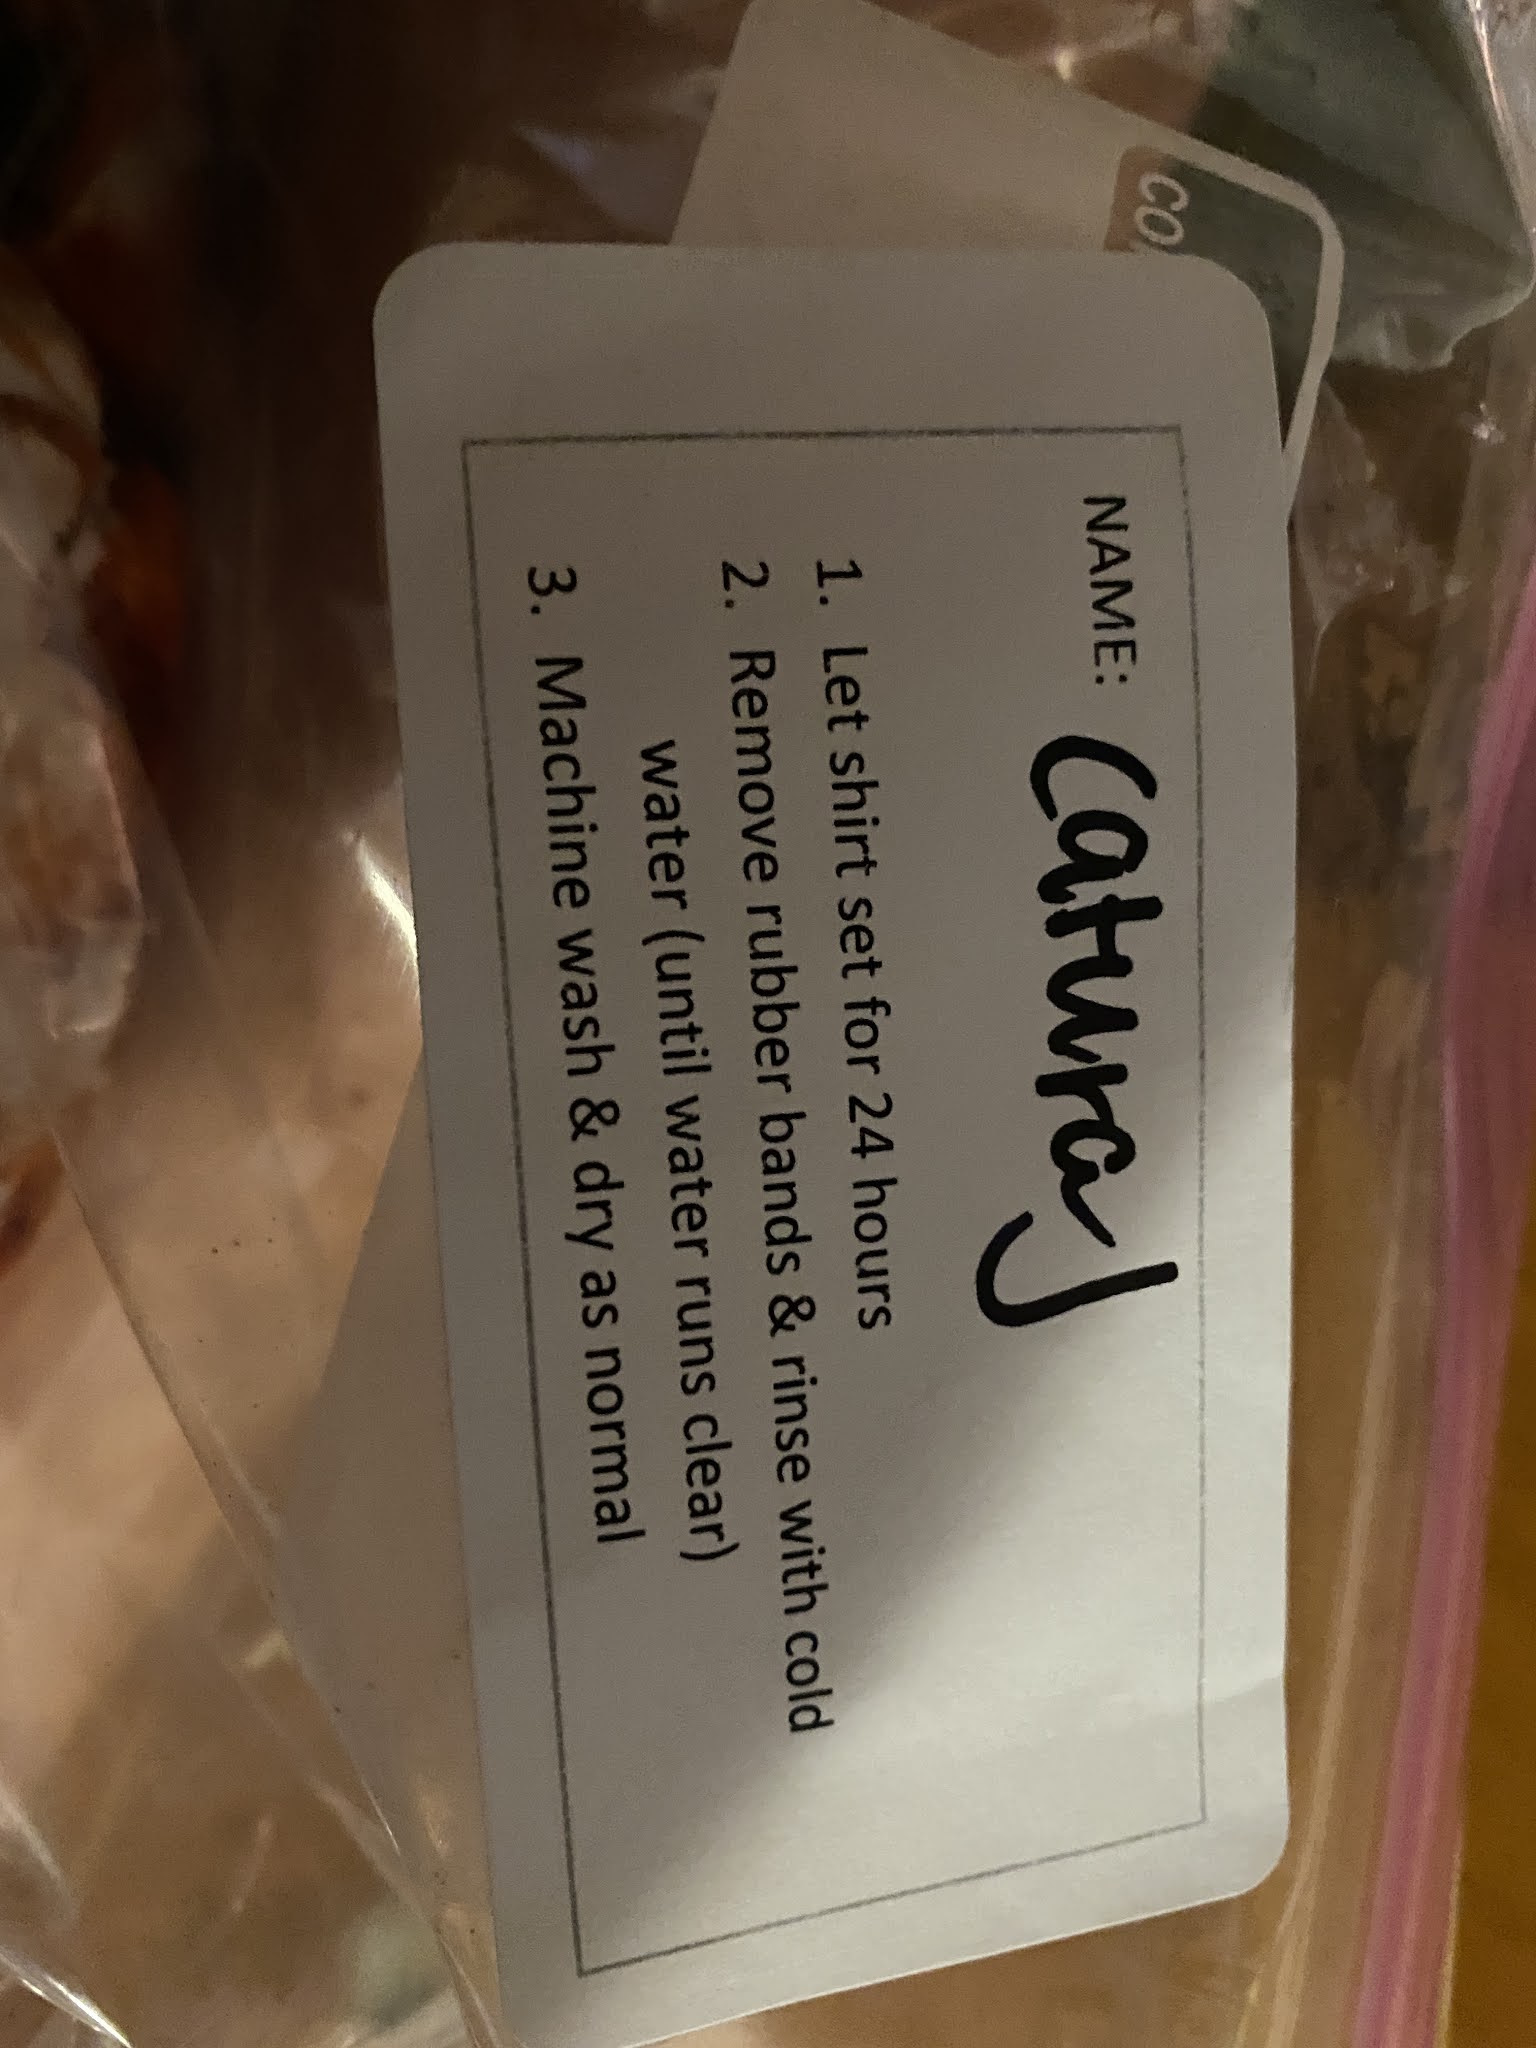 CO
NAME: Catura J
1. Let shirt set for 24 hours
2. Remove rubber bands & rinse with cold
water (until water runs clear)
3. Machine wash & dry as normal